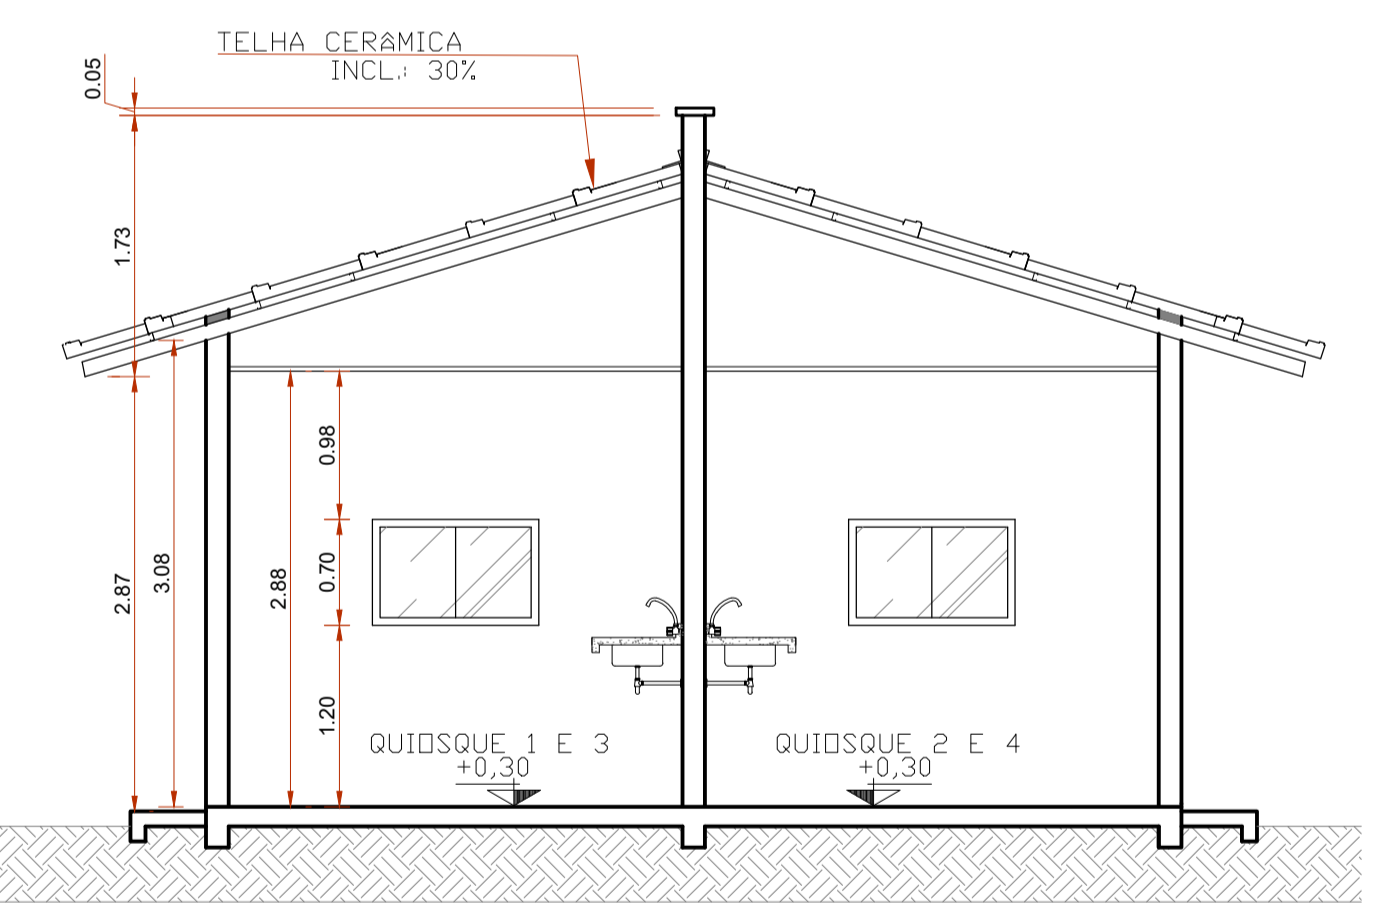 TELHA CERÂMICA
INCL.: 30%
0.05
1.73
0.98
0.70
2.88
3.08
2.87
1.20
QUIOSQUE 1 E 3
+0,30
QUIOSQUE 2 E 4
+0,30